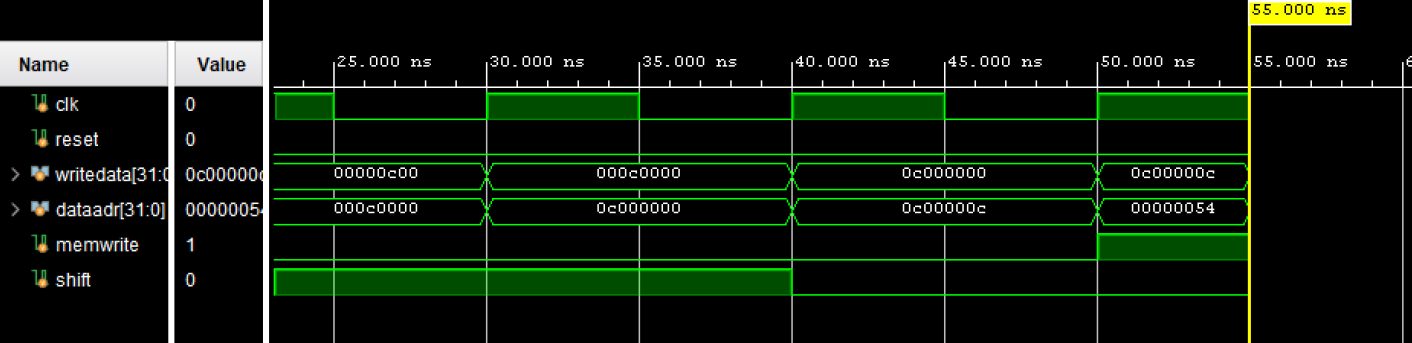 55.000 ns
Name Value
25.000 ns 30.000 ns 35.000 ns 40.000 ns 45.000 ns 50.000 ns 55.000 ns
clk 0
reset 0
writedata[31:0 0c00000c 00000c00 000c0000 0c000000 0c00000c
dataadr[31:0] 00000054 000c0000 0c000000 0c00000c 00000054
memwrite 1
shift 0